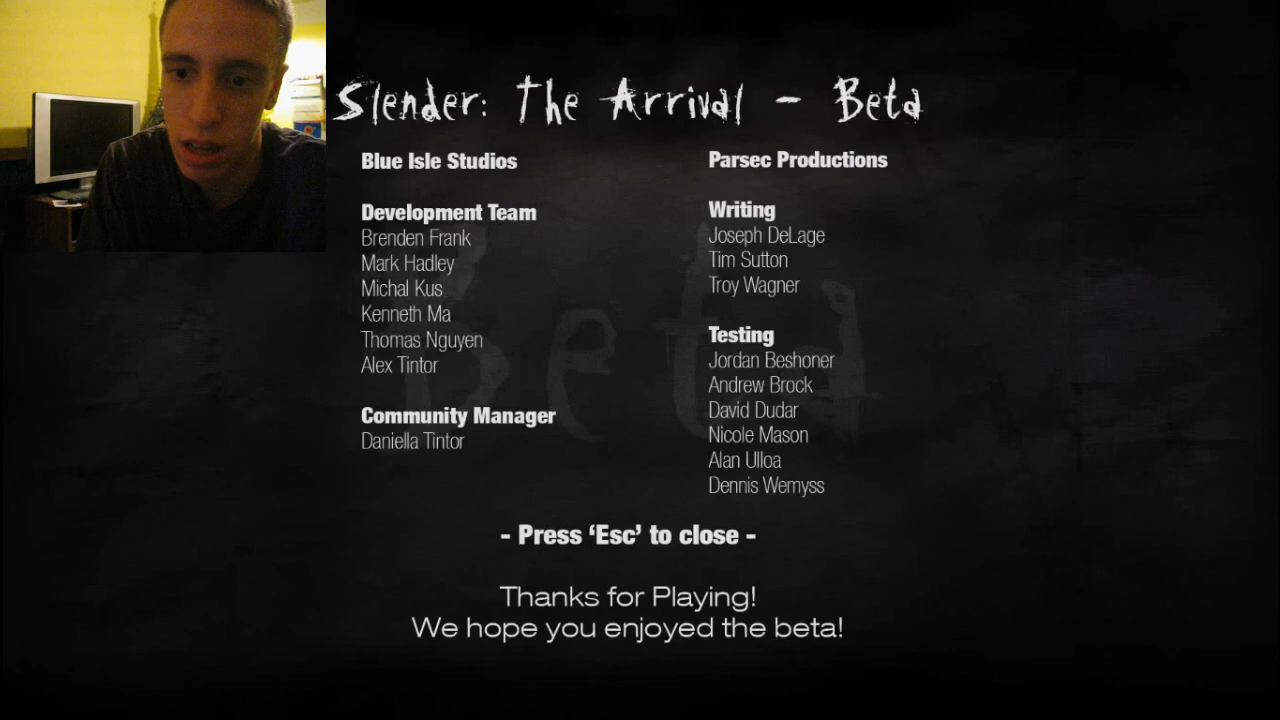 Slender: The Arrival - Beta
Blue Isle Studios
Development Team
Brenden Frank
Mark Hadley
Michal Kus
Kenneth Ma
Thomas Nguyen
Alex Tintor
Community Manager
Daniella Tintor
Parsec Productions
Writing
Joseph DeLage
Tim Sutton
Troy Wagner
Testing
Jordan Beshoner
Andrew Brock
David Dudar
Nicole Mason
Alan Ulloa
Dennis Wemyss
Beta
- Press ‘Esc’ to close -
Thanks for Playing!
We hope you enjoyed the beta!